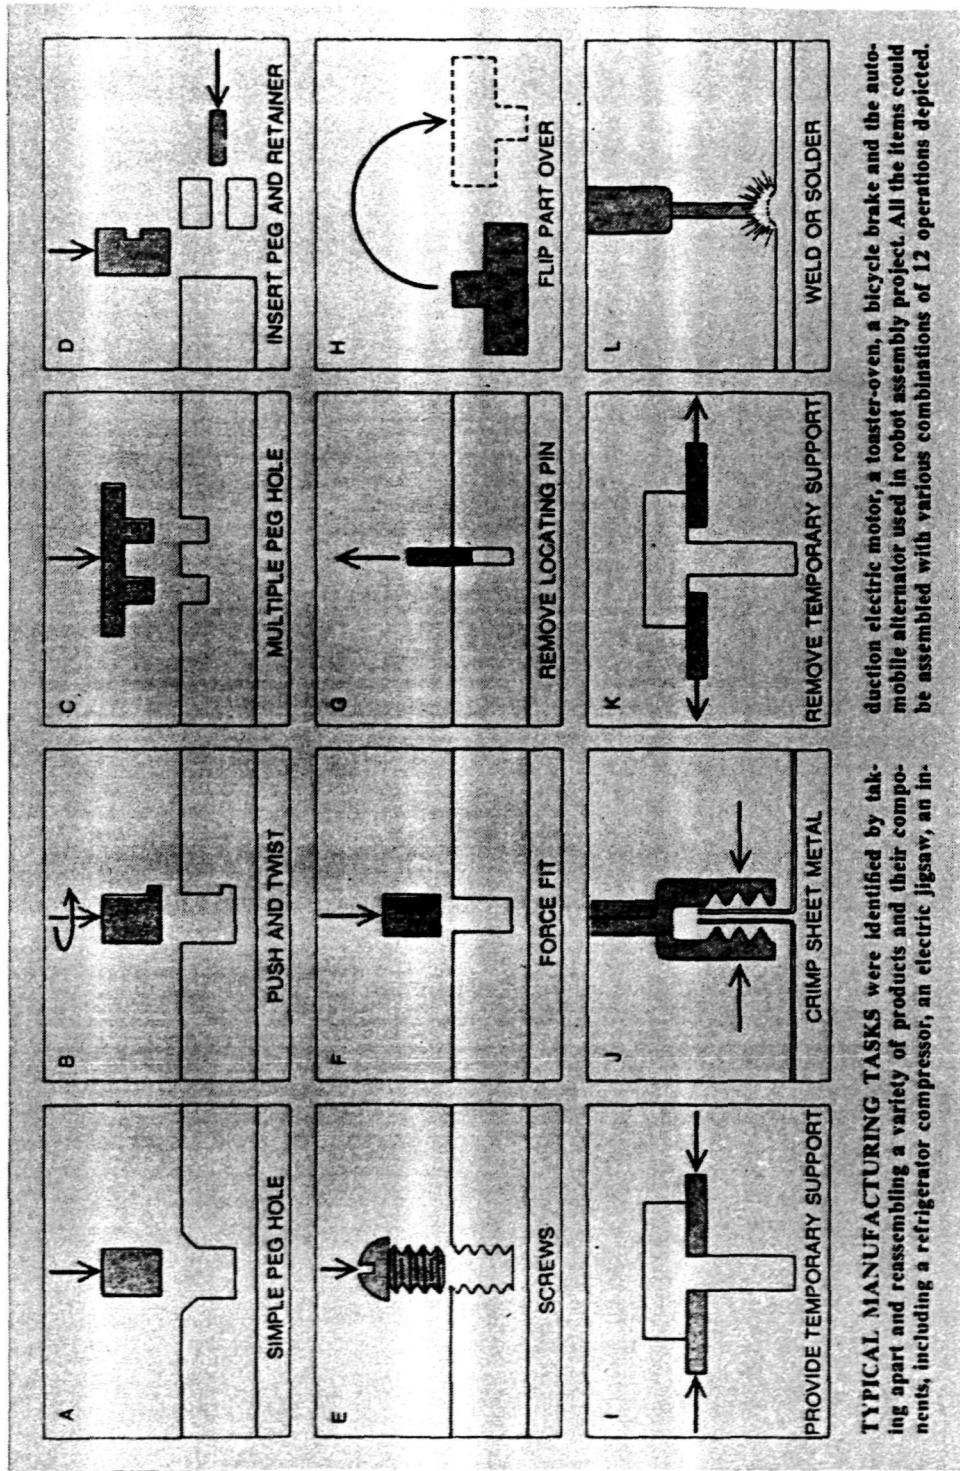 A
SIMPLE PEG HOLE
B
PUSH AND TWIST
C
MULTIPLE PEG HOLE
D
INSERT PEG AND RETAINER
E
SCREWS
F
FORCE FIT
G
REMOVE LOCATING PIN
H
FLIP PART OVER
I
PROVIDE TEMPORARY SUPPORT
J
CRIMP SHEET METAL
K
REMOVE TEMPORARY SUPPORT
L
WELD OR SOLDER
TYPICAL MANUFACTURING TASKS were identified by tak-
ing apart and reassembling a variety of products and their compo-
nents, including a refrigerator compressor, an electric jigsaw, an in-
duction electric motor, a toaster-oven, a bicycle brake and the auto-
mobile alternator used in robot assembly project. All the items could
be assembled with various combinations of 12 operations depicted.